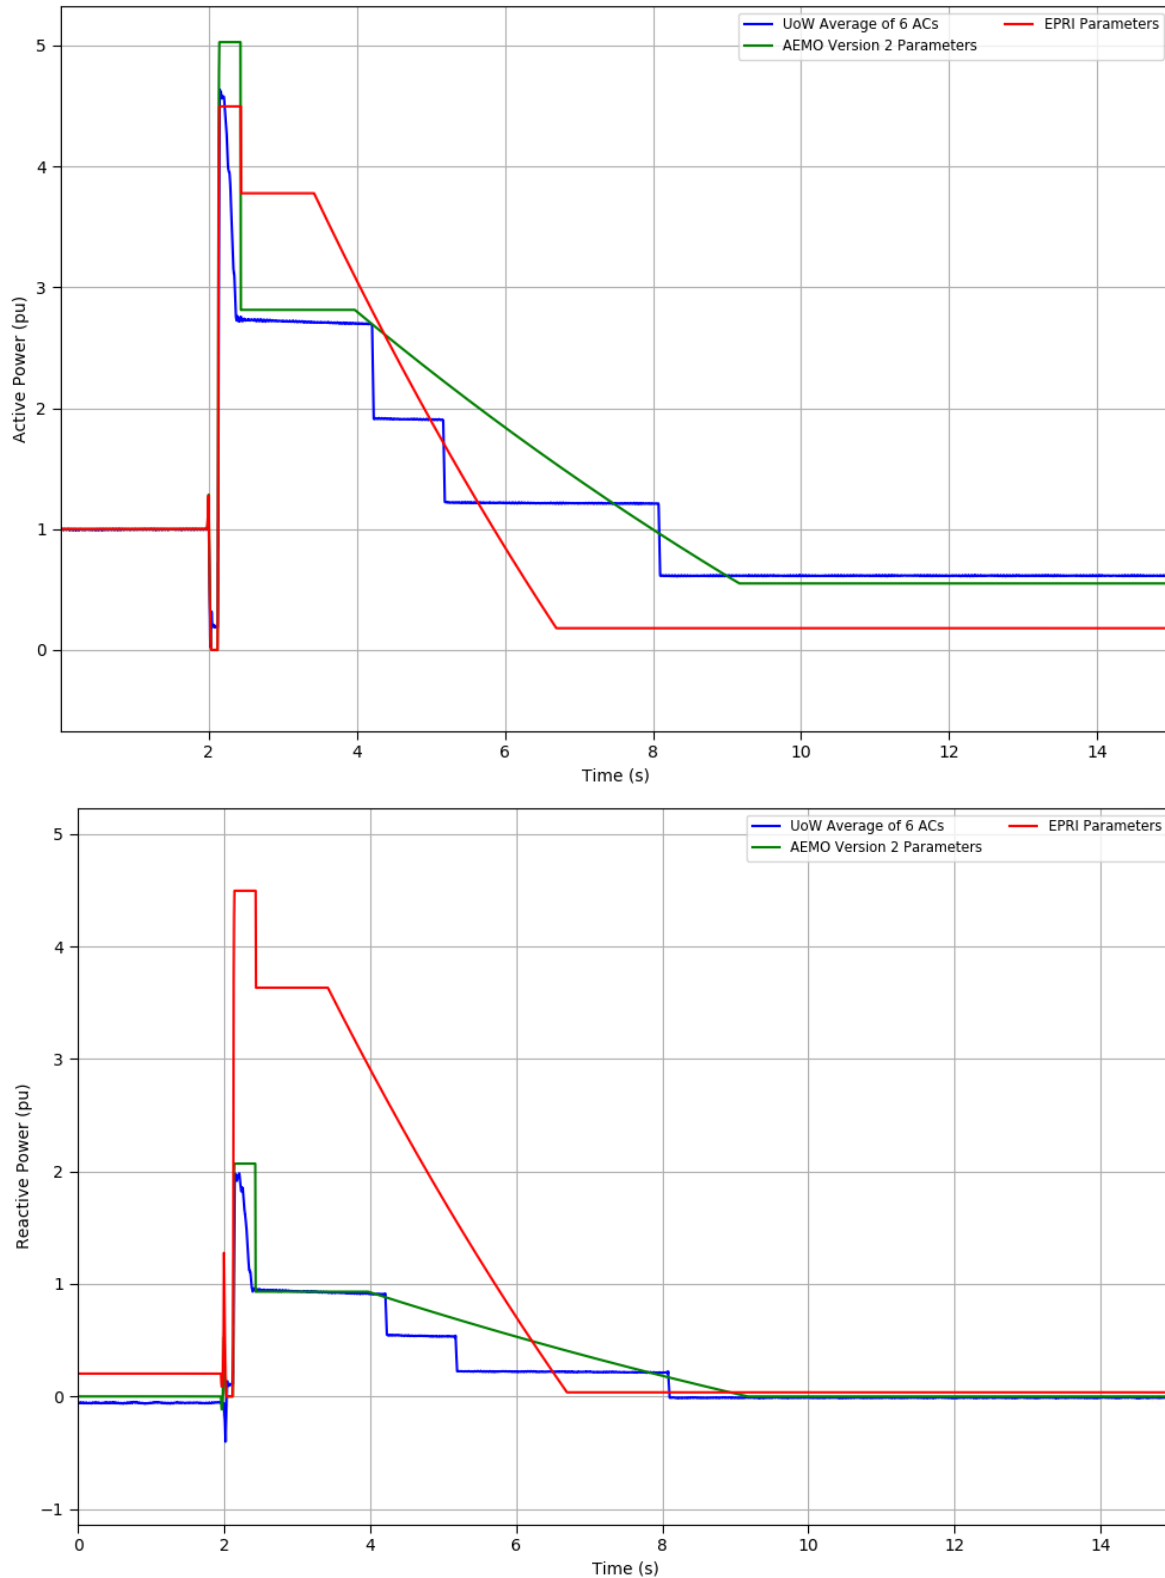 UoW Average of 6 ACs
AEMO Version 2 Parameters
EPRI Parameters
5
4
3
2
1
0
Active Power (pu)
2 4 6 8 10 12 14
Time (s)
UoW Average of 6 ACs
AEMO Version 2 Parameters
EPRI Parameters
5
4
3
2
1
0
−1
Reactive Power (pu)
0 2 4 6 8 10 12 14
Time (s)